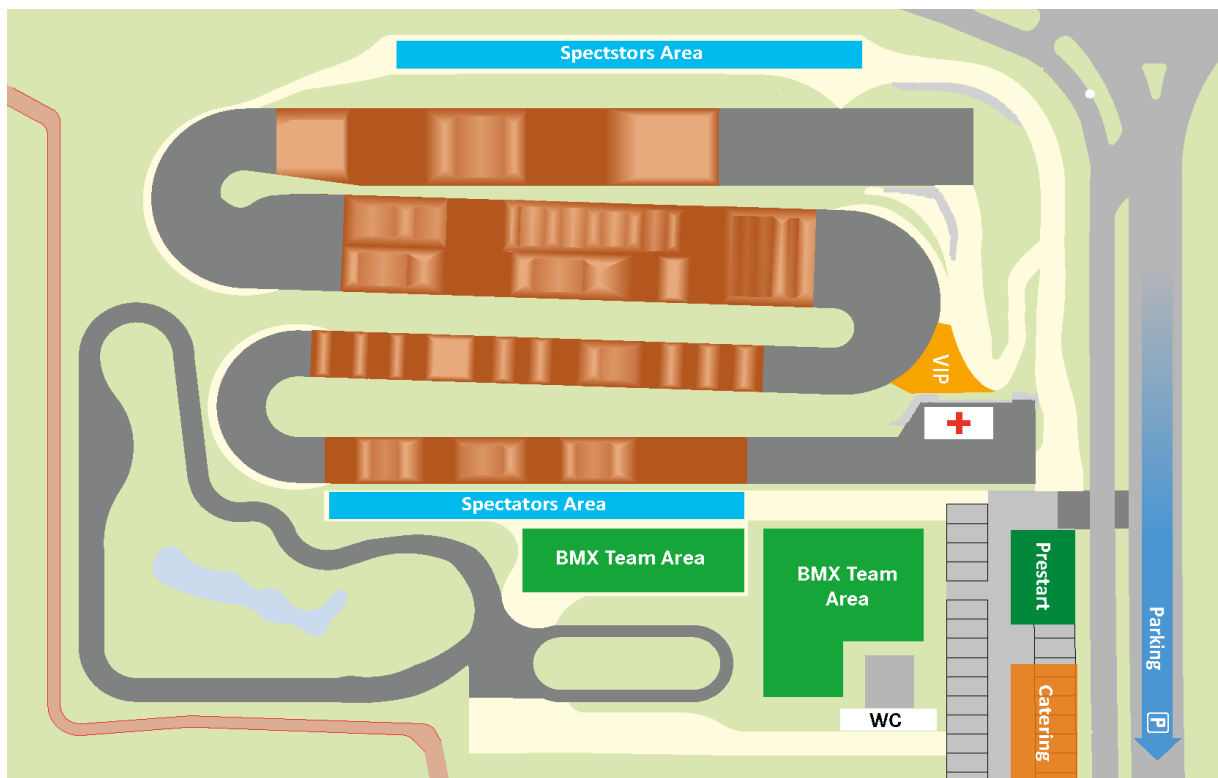 Spectstors Area
VIP
Spectators Area
BMX Team Area
BMX Team
Area
Prestart
Parking
P
Catering
WC